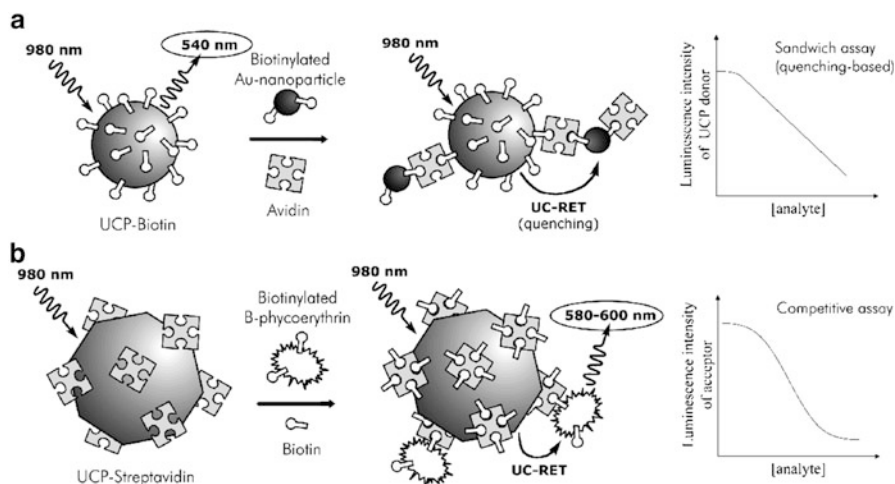 a
980 nm
540 nm
Biotinylated
Au-nanoparticle
Avidin
UCP-Biotin
UC-RET
(quenching)
Luminescence intensity
of UCP donor
Sandwich assay
(quenching-based)
[analyte]
b
980 nm
Biotinylated
B-phycoerythrin
Biotin
UCP-Streptavidin
980 nm
580-600 nm
UC-RET
Luminescence intensity
of acceptor
Competitive assay
[analyte]